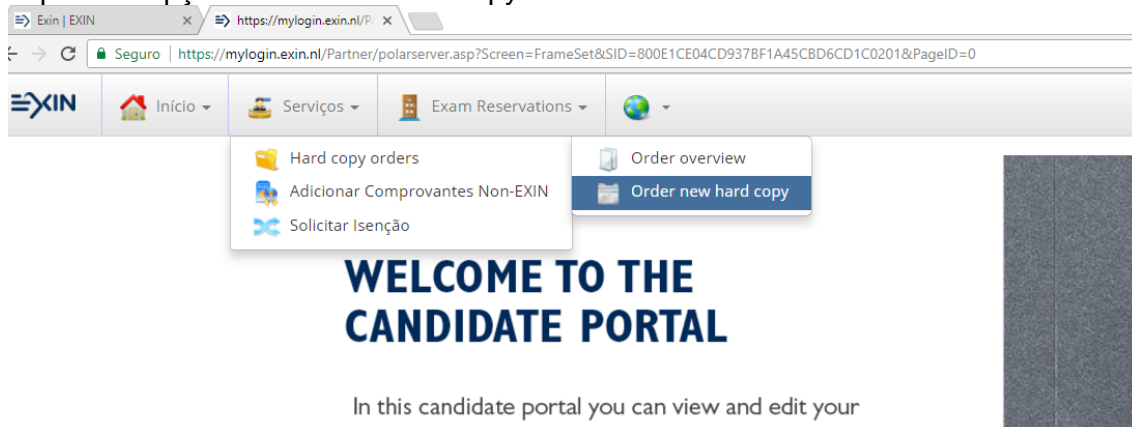 Exin | EXIN
https://mylogin.exin.nl/P
Seguro | https://mylogin.exin.nl/Partner/polarserver.asp?Screen=FrameSet&SID=800E1CE04CD937BF1A45CBD6CD1C0201&PageID=0
EXIN Início Serviços Exam Reservations
Hard copy orders
Adicionar Comprovantes Non-EXIN
Solicitar Isenção
Order overview
Order new hard copy
WELCOME TO THE
CANDIDATE PORTAL
In this candidate portal you can view and edit your